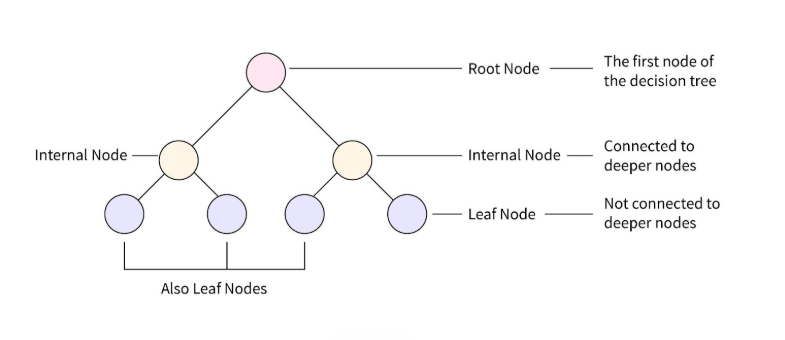 Root Node
The first node of
the decision tree
Internal Node
Internal Node
Connected to
deeper nodes
Leaf Node
Not connected to
deeper nodes
Also Leaf Nodes